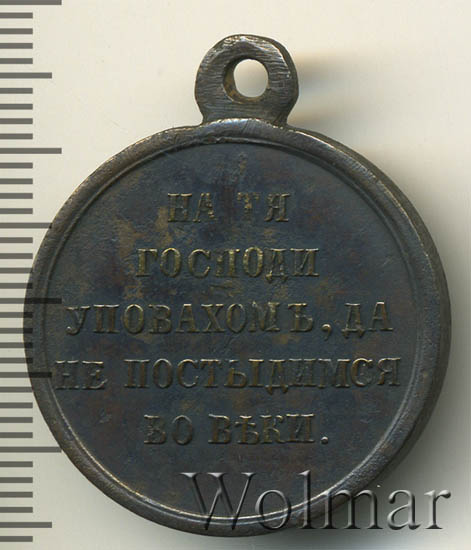 НА ТЯ
ГОСПОДИ
УПОВАХОМЪ, ДА
НЕ ПОСТЫДИМСЯ
ВО ВѢКИ.
Wolmar